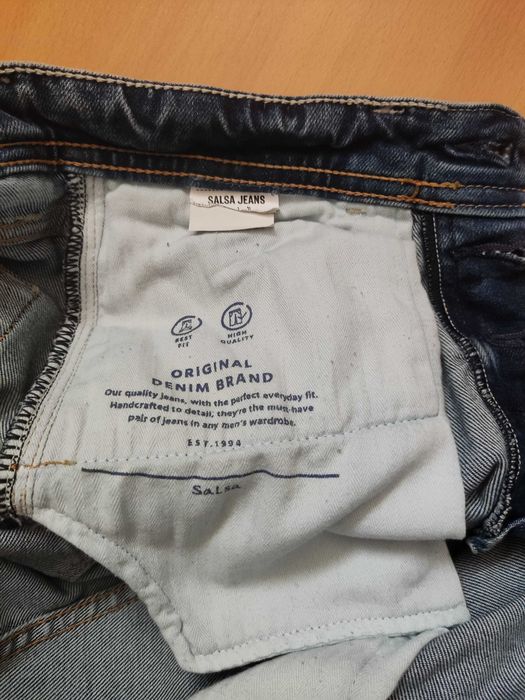 SALSA JEANS
BEST
FIT
HIGH
QUALITY
ORIGINAL
DENIM BRAND
Our quality jeans, with the perfect everyday fit.
Handcrafted to detail, they're the must-have
pair of jeans in any men's wardrobe.
EST. 1994
Salsa